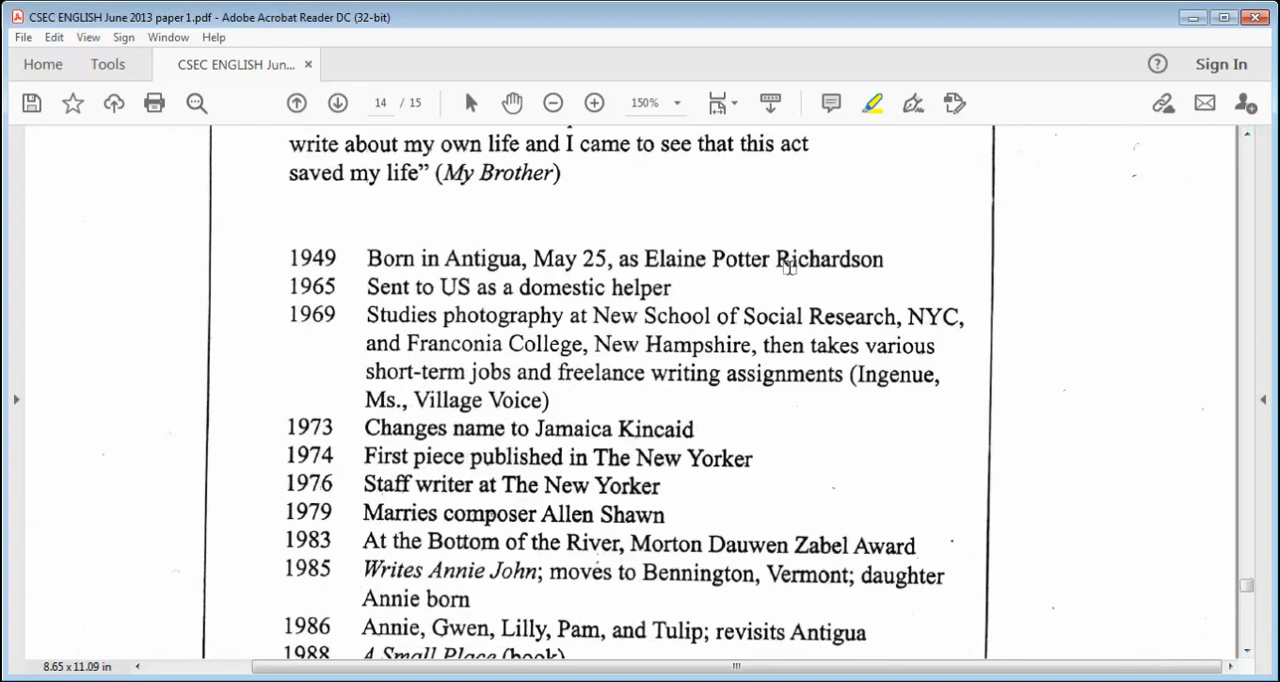 CSEC ENGLISH June 2013 paper 1.pdf - Adobe Acrobat Reader DC (32-bit)
File Edit View Sign Window Help
Home Tools CSEC ENGLISH Jun... × ? Sign In
14 / 15 150%
write about my own life and I came to see that this act
saved my life” (My Brother)
1949 Born in Antigua, May 25, as Elaine Potter Richardson
1965 Sent to US as a domestic helper
1969 Studies photography at New School of Social Research, NYC,
and Franconia College, New Hampshire, then takes various
short-term jobs and freelance writing assignments (Ingenue,
Ms., Village Voice)
1973 Changes name to Jamaica Kincaid
1974 First piece published in The New Yorker
1976 Staff writer at The New Yorker
1979 Marries composer Allen Shawn
1983 At the Bottom of the River, Morton Dauwen Zabel Award
1985 Writes Annie John; moves to Bennington, Vermont; daughter
Annie born
1986 Annie, Gwen, Lilly, Pam, and Tulip; revisits Antigua
1988 A Small Place (book)
8.65 x 11.09 in